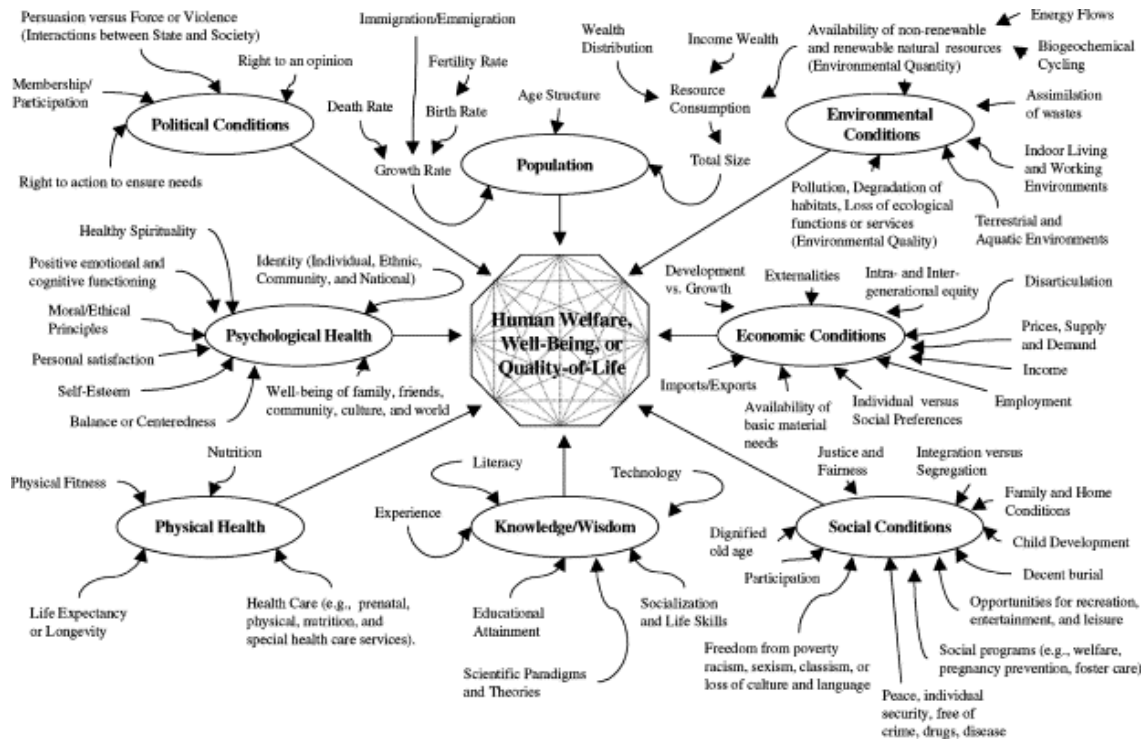 Persuasion versus Force or Violence
(Interactions between State and Society)
Right to an opinion
Membership/
Participation
Political Conditions
Right to action to ensure needs
Immigration/Emmigration
Fertility Rate
Death Rate
Birth Rate
Growth Rate
Age Structure
Population
Wealth
Distribution
Income Wealth
Resource
Consumption
Total Size
Availability of non-renewable
and renewable natural resources
(Environmental Quantity)
Energy Flows
Biogeochemical
Cycling
Environmental
Conditions
Assimilation
of wastes
Indoor Living
and Working
Environments
Pollution, Degradation of
habitats, Loss of ecological
functions or services
(Environmental Quality)
Terrestrial and
Aquatic Environments
Healthy Spirituality
Positive emotional and
cognitive functioning
Identity (Individual, Ethnic,
Community, and National)
Moral/Ethical
Principles
Psychological Health
Personal satisfaction
Self-Esteem
Balance or Centeredness
Well-being of family, friends,
community, culture, and world
Human Welfare,
Well-Being, or
Quality-of-Life
Development
vs. Growth
Externalities
Intra- and Inter-
generational equity
Disarticulation
Economic Conditions
Prices, Supply
and Demand
Income
Imports/Exports
Availability of
basic material
needs
Individual versus
Social Preferences
Employment
Nutrition
Physical Fitness
Physical Health
Life Expectancy
or Longevity
Health Care (e.g., prenatal,
physical, nutrition, and
special health care services).
Literacy
Technology
Experience
Knowledge/Wisdom
Educational
Attainment
Socialization
and Life Skills
Scientific Paradigms
and Theories
Justice and
Fairness
Integration versus
Segregation
Family and Home
Conditions
Social Conditions
Dignified
old age
Child Development
Participation
Decent burial
Opportunities for recreation,
entertainment, and leisure
Freedom from poverty
racism, sexism, classism, or
loss of culture and language
Social programs (e.g., welfare,
pregnancy prevention, foster care)
Peace, individual
security, free of
crime, drugs, disease